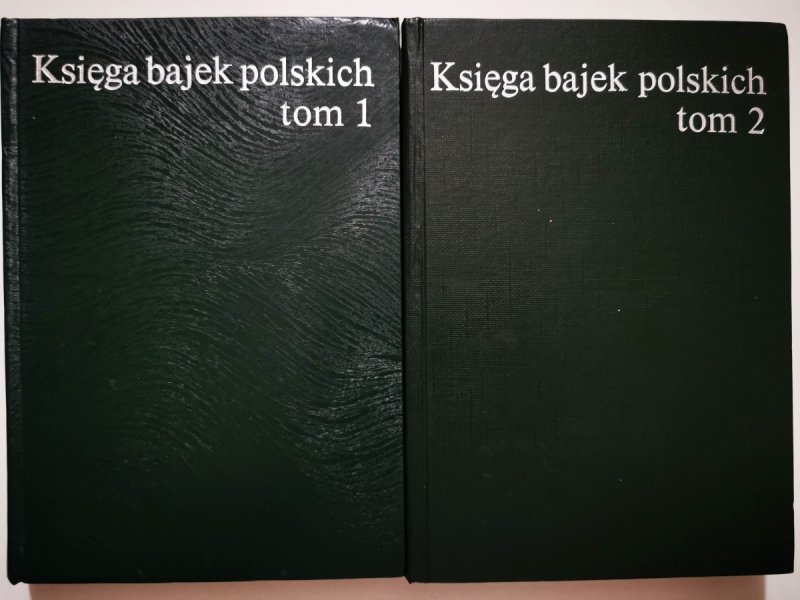 Księga bajek polskich
tom 1
Księga bajek polskich
tom 2